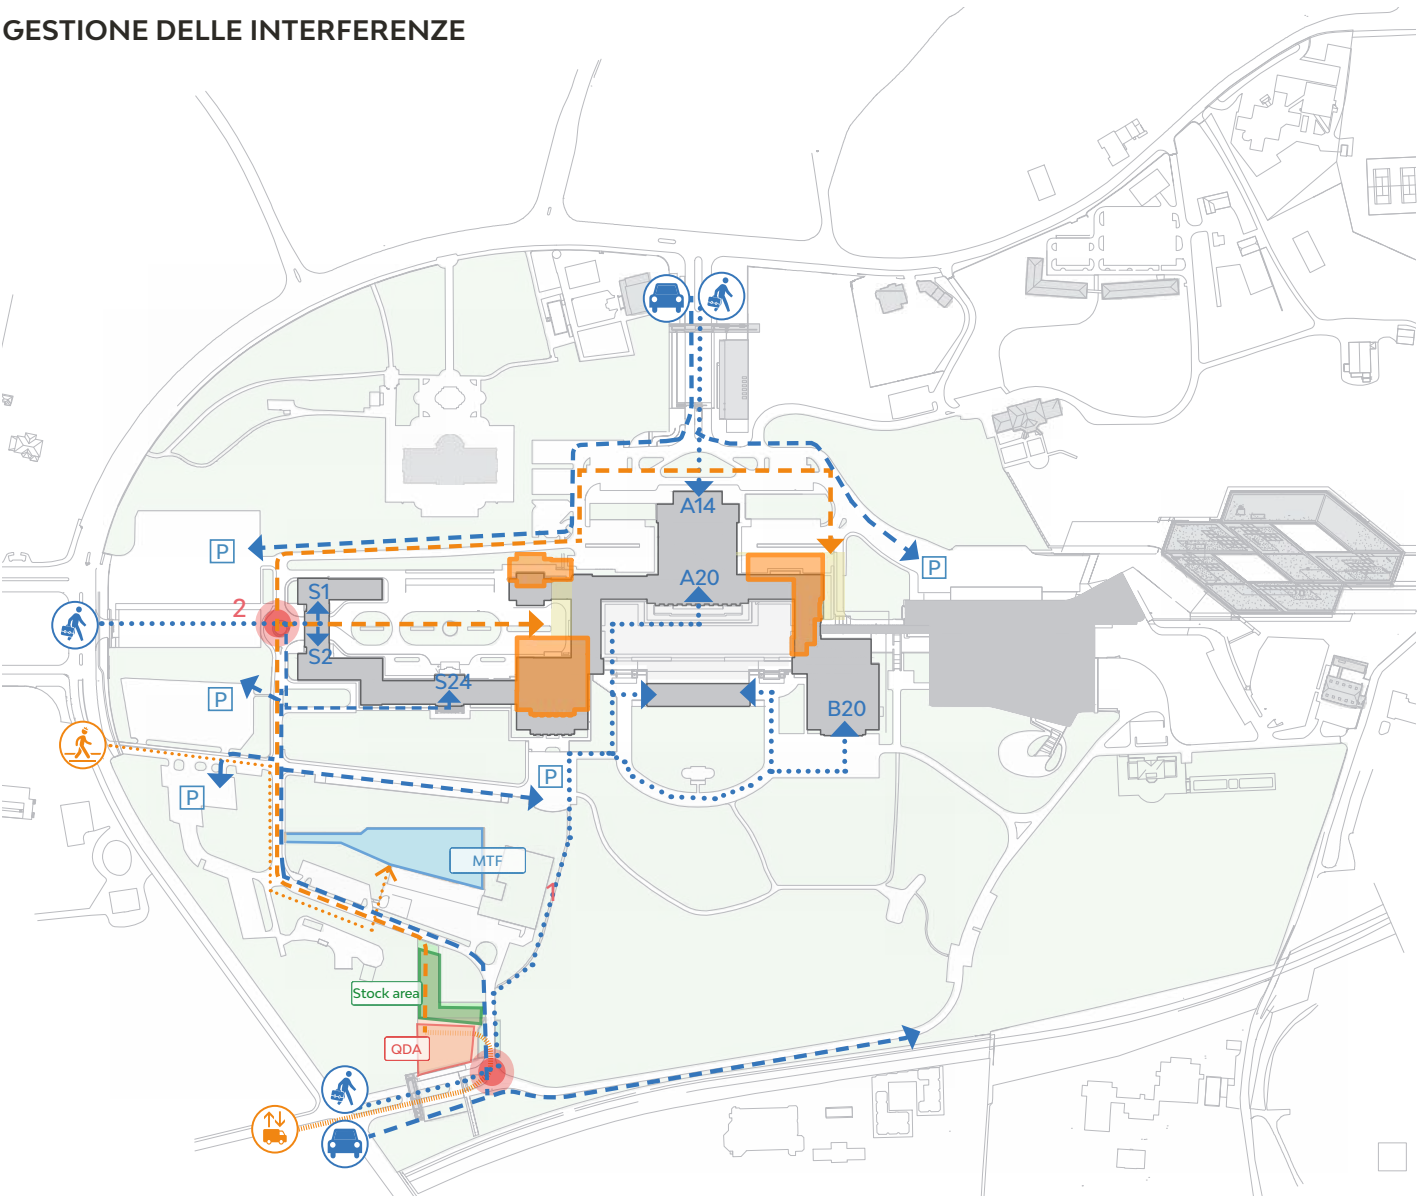 GESTIONE DELLE INTERFERENZE
A14
P
P
A20
S1
2
S2
S24
P
B20
P
P
MTF
1
Stock area
QDA